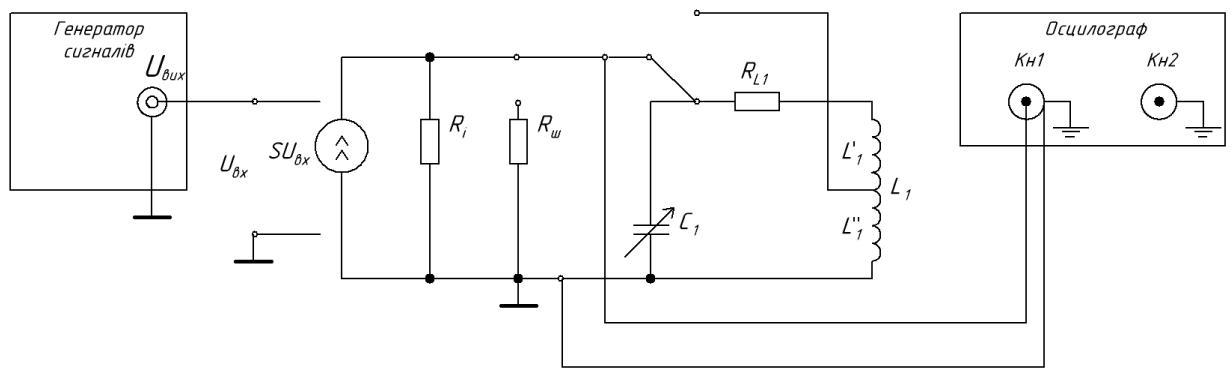 Генератор
сигналів
Uвих
Uвх
SUвх
Ri
Rш
C1
RL1
L'1
L1
L''1
Осцилограф
Кн1
Кн2